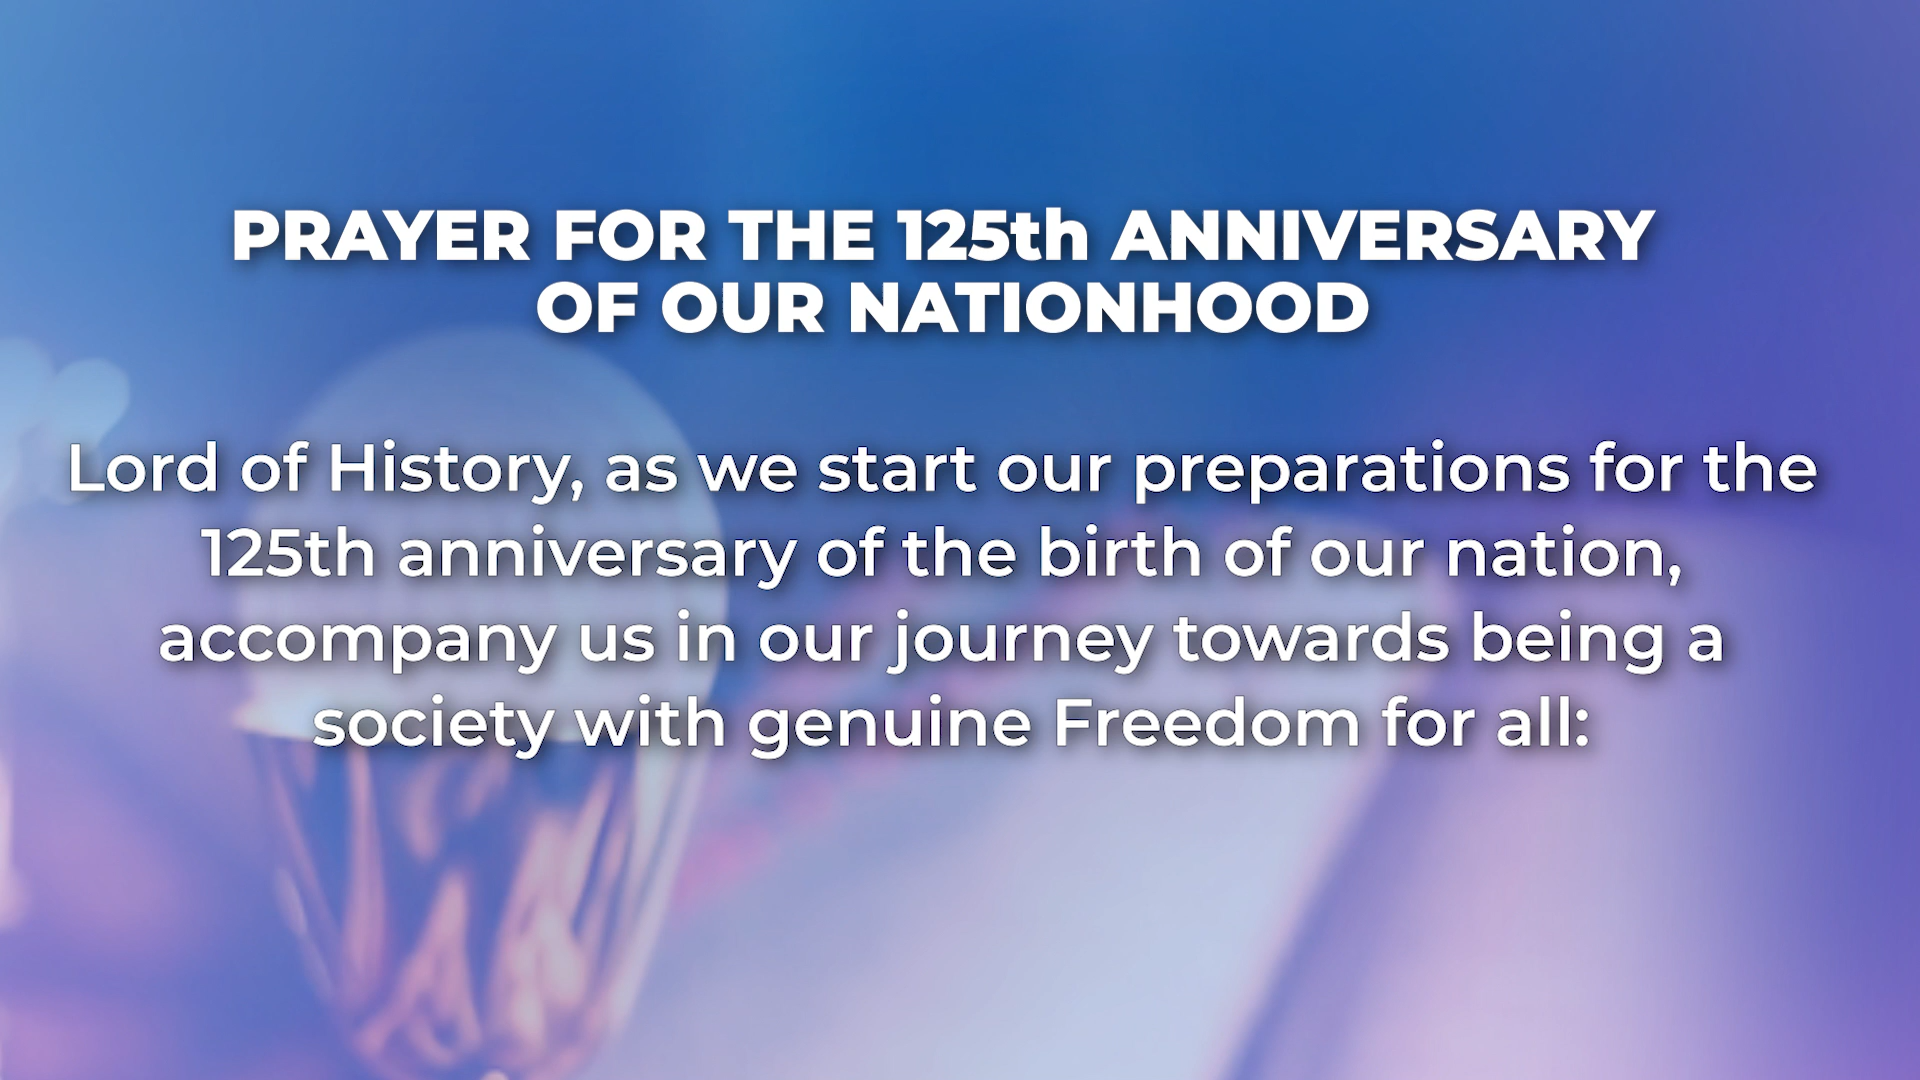 PRAYER FOR THE 125th ANNIVERSARY
OF OUR NATIONHOOD
Lord of History, as we start our preparations for the
125th anniversary of the birth of our nation,
accompany us in our journey towards being a
society with genuine Freedom for all: